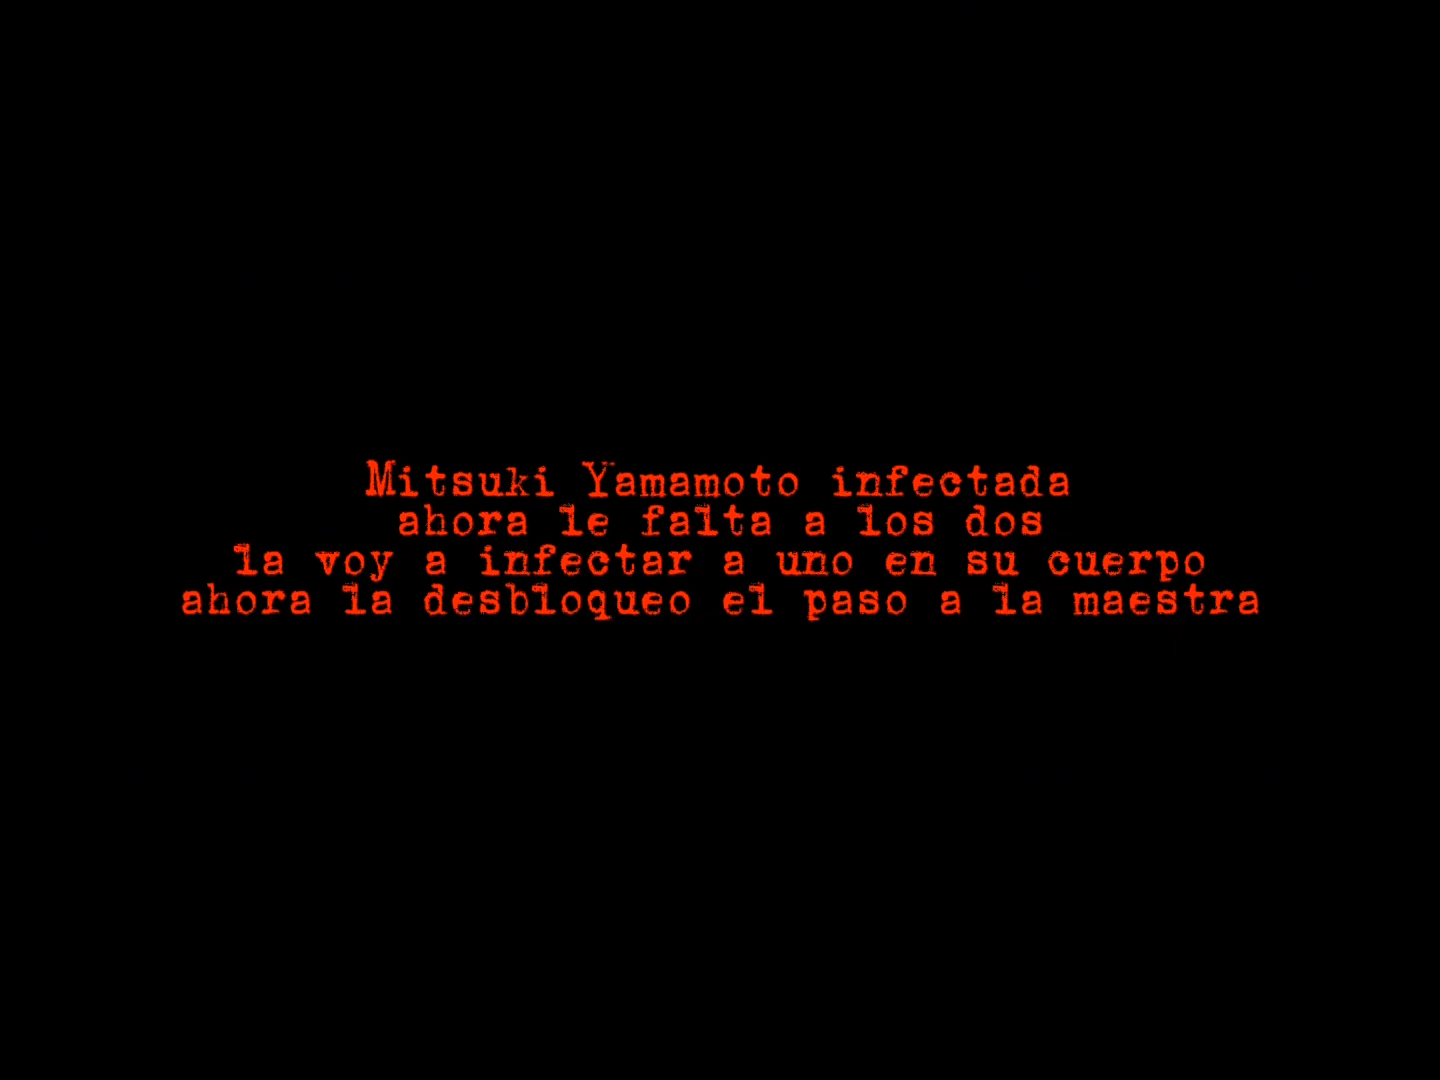 Mitsuki Yamamoto infectada
ahora le falta a los dos
la voy a infectar a uno en su cuerpo
ahora la desbloqueo el paso a la maestra